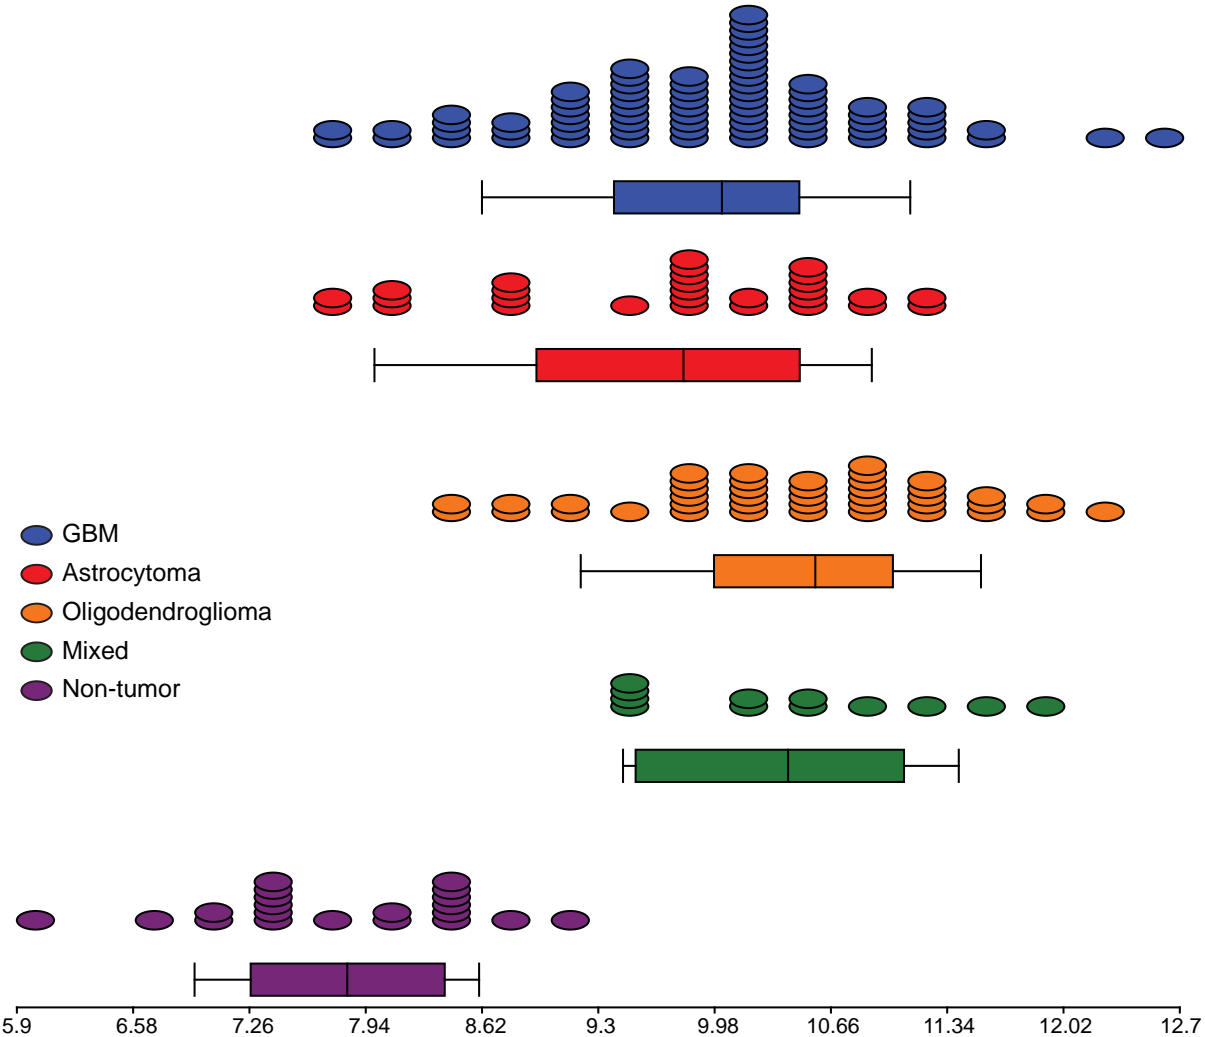 GBM
Astrocytoma
Oligodendroglioma
Mixed
Non-tumor
5.9 6.58 7.26 7.94 8.62 9.3 9.98 10.66 11.34 12.02 12.7